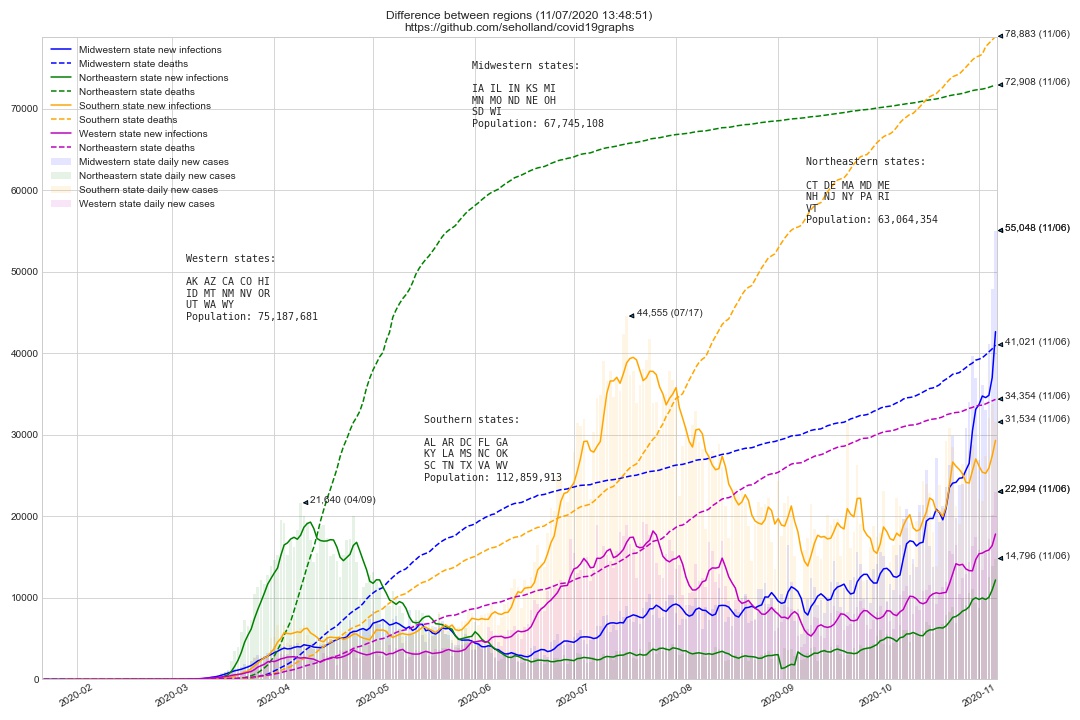 Difference between regions (11/07/2020 13:48:51)
https://github.com/seholland/covid19graphs
Midwestern state new infections
Midwestern state deaths
Northeastern state new infections
Northeastern state deaths
Southern state new infections
Southern state deaths
Western state new infections
Northeastern state deaths
Midwestern state daily new cases
Northeastern state daily new cases
Southern state daily new cases
Western state daily new cases
Midwestern states:
IA IL IN KS MI
MN MO ND NE OH
SD WI
Population: 67,745,108
Northeastern states:
CT DE MA MD ME
NH NJ NY PA RI
VT
Population: 63,064,354
Western states:
AK AZ CA CO HI
ID MT NM NV OR
UT WA WY
Population: 75,187,681
Southern states:
AL AR DC FL GA
KY LA MS NC OK
SC TN TX VA WV
Population: 112,859,913
78,883 (11/06)
72,908 (11/06)
55,048 (11/06)
44,555 (07/17)
41,021 (11/06)
34,354 (11/06)
31,534 (11/06)
22,994 (11/06)
21,640 (04/09)
14,796 (11/06)
70000
60000
50000
40000
30000
20000
10000
0
2020-02
2020-03
2020-04
2020-05
2020-06
2020-07
2020-08
2020-09
2020-10
2020-11